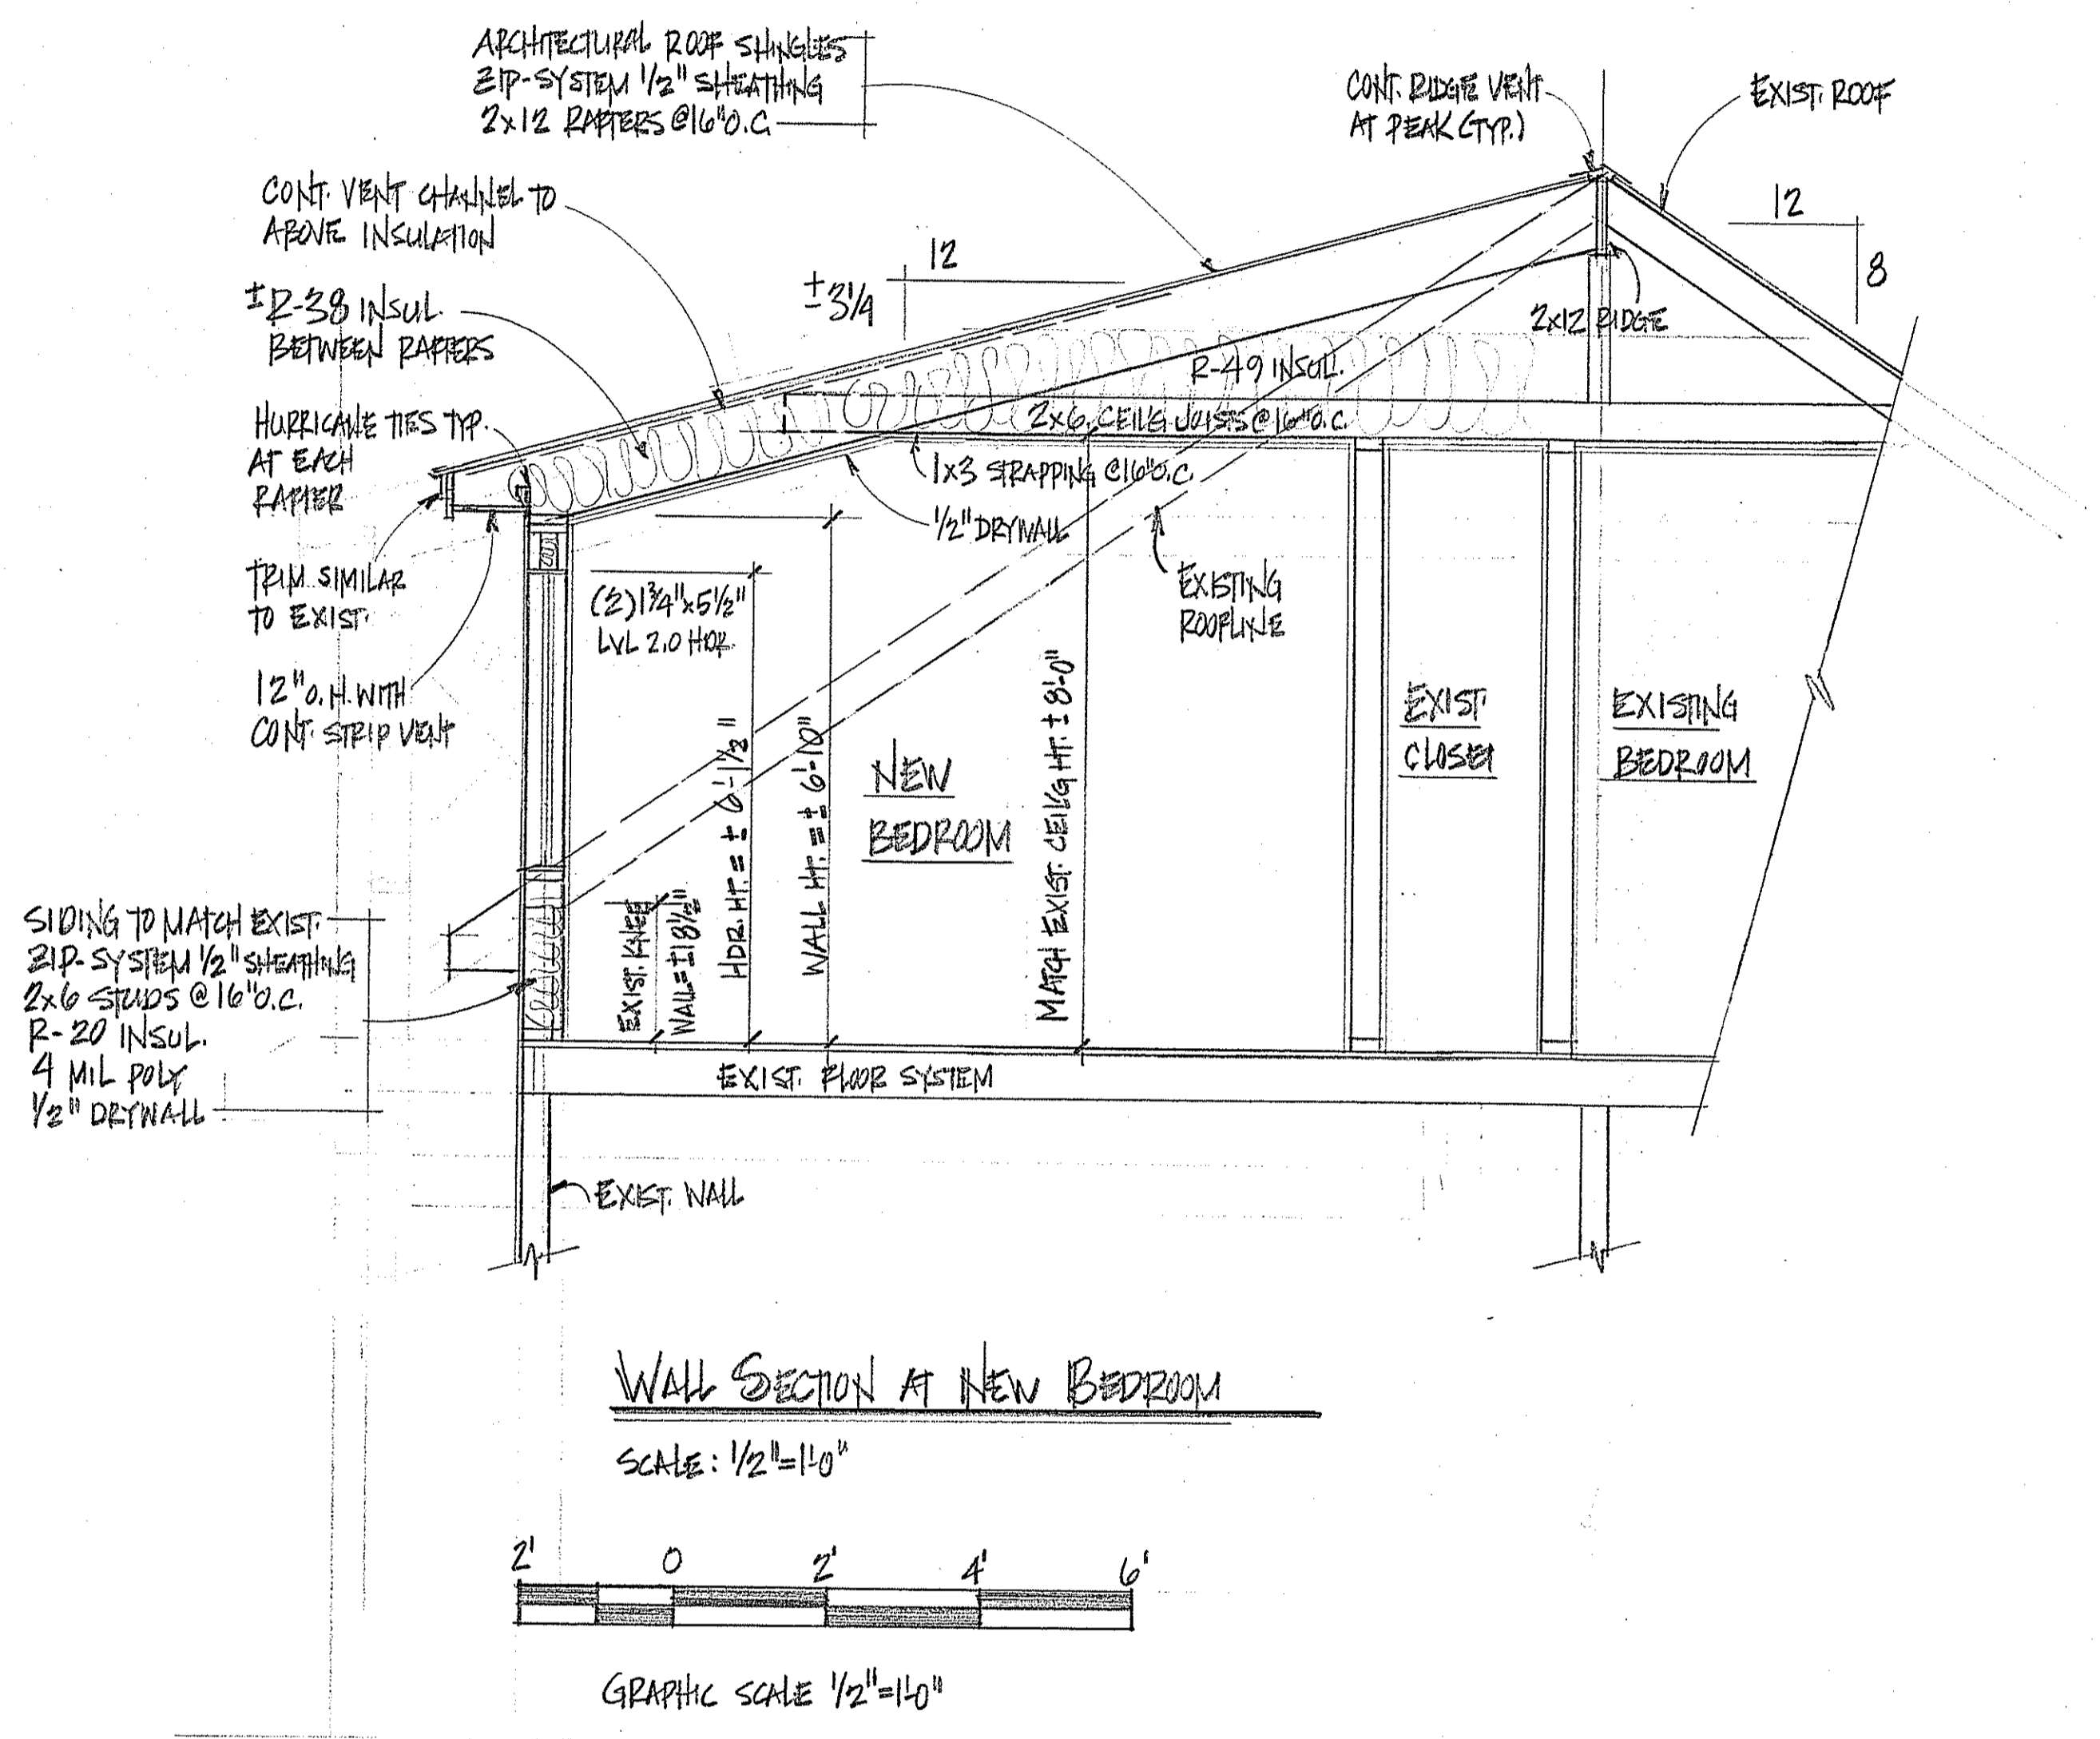 ARCHITECTURAL ROOF SHINGLES
ZIP-SYSTEM 1/2" SHEATHING
2x12 RAFTERS @16"O.C.
CONT. RIDGE VENT
AT PEAK (TYP.)
EXIST. ROOF
CONT. VENT CHANNEL TO
ABOVE INSULATION
12
8
12
±3 1/4
±R-38 INSUL.
BETWEEN RAFTERS
2x12 RIDGE
R-49 INSUL.
2x6 CEIL'G JOISTS @16"O.C.
HURRICANE TIES TYP.
AT EACH
RAFTER
1x3 STRAPPING @16"O.C.
1/2" DRYWALL
TRIM SIMILAR
TO EXIST.
(2) 1 3/4" x 5 1/2"
LVL 2.0 HDR.
EXISTING
ROOFLINE
12" O.H. WITH
CONT. STRIP VENT
EXIST. KNEE
WALL = ±18 1/2"
HDR. HT. = ± 6'-1 1/2"
WALL HT. = ± 6'-10"
NEW
BEDROOM
MATCH EXIST. CEIL'G HT. ± 8'-0"
EXIST.
CLOSET
EXISTING
BEDROOM
SIDING TO MATCH EXIST.
ZIP-SYSTEM 1/2" SHEATHING
2x6 STUDS @ 16"O.C.
R-20 INSUL.
4 MIL POLY
1/2" DRYWALL
EXIST. FLOOR SYSTEM
EXIST. WALL
WALL SECTION AT NEW BEDROOM
SCALE: 1/2"=1'-0"
2' 0 2' 4' 6'
GRAPHIC SCALE 1/2"=1'-0"